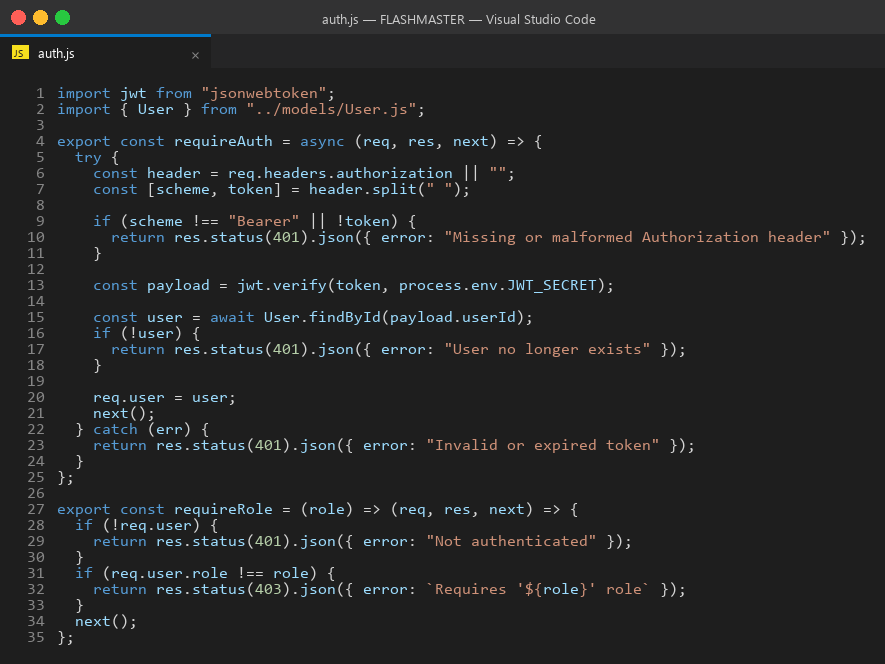 auth.js — FLASHMASTER — Visual Studio Code
JS auth.js ×
1 import jwt from "jsonwebtoken";
2 import { User } from "../models/User.js";
3
4 export const requireAuth = async (req, res, next) => {
5   try {
6     const header = req.headers.authorization || "";
7     const [scheme, token] = header.split(" ");
8
9     if (scheme !== "Bearer" || !token) {
10       return res.status(401).json({ error: "Missing or malformed Authorization header" });
11     }
12
13     const payload = jwt.verify(token, process.env.JWT_SECRET);
14
15     const user = await User.findById(payload.userId);
16     if (!user) {
17       return res.status(401).json({ error: "User no longer exists" });
18     }
19
20     req.user = user;
21     next();
22   } catch (err) {
23     return res.status(401).json({ error: "Invalid or expired token" });
24   }
25 };
26
27 export const requireRole = (role) => (req, res, next) => {
28   if (!req.user) {
29     return res.status(401).json({ error: "Not authenticated" });
30   }
31   if (req.user.role !== role) {
32     return res.status(403).json({ error: `Requires '${role}' role` });
33   }
34   next();
35 };